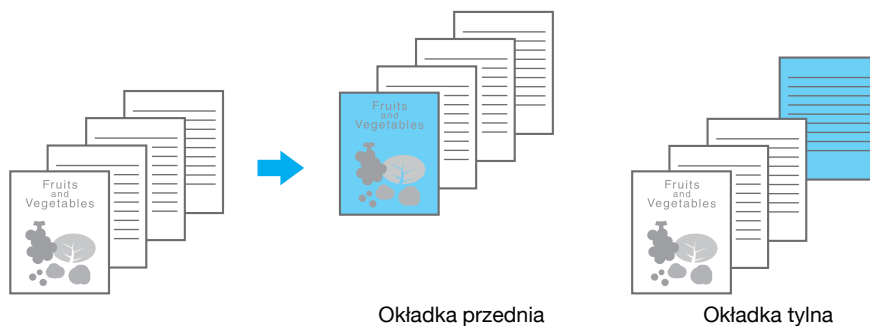 Fruits
and
Vegetables
Fruits
and
Vegetables
Fruits
and
Vegetables
Okładka przednia
Okładka tylna